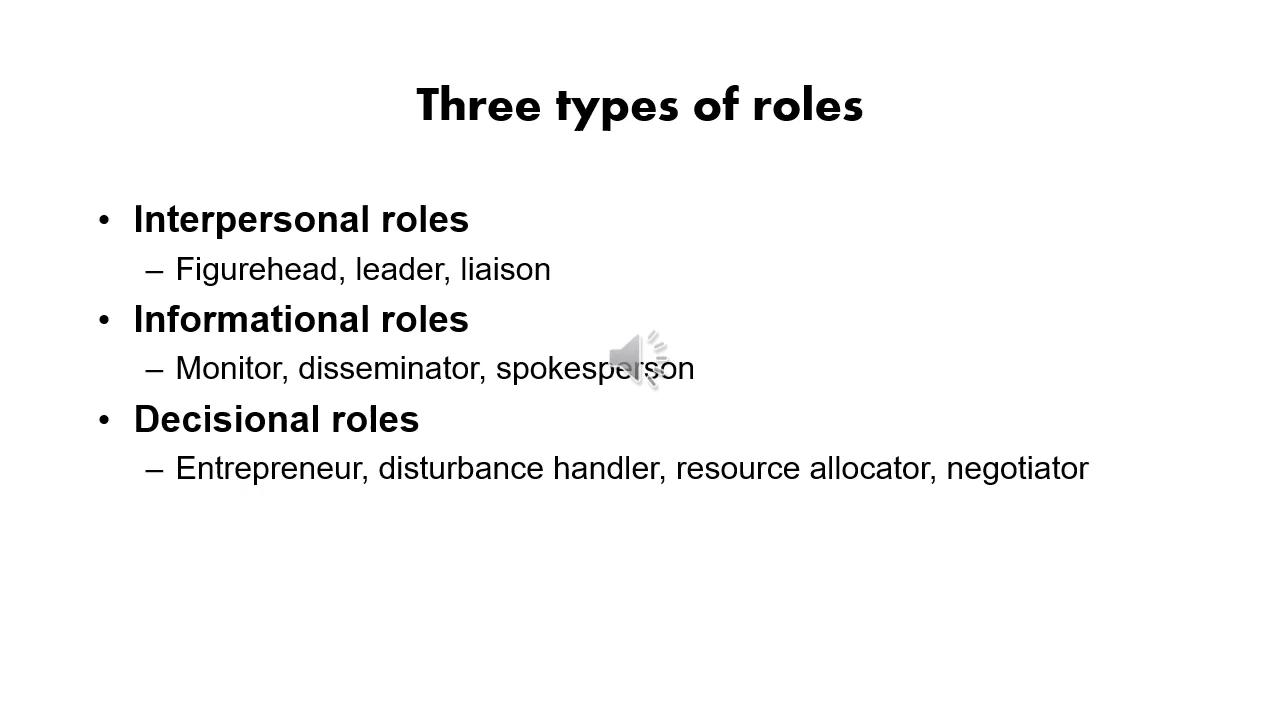 Three types of roles
• Interpersonal roles
– Figurehead, leader, liaison
• Informational roles
– Monitor, disseminator, spokesperson
• Decisional roles
– Entrepreneur, disturbance handler, resource allocator, negotiator